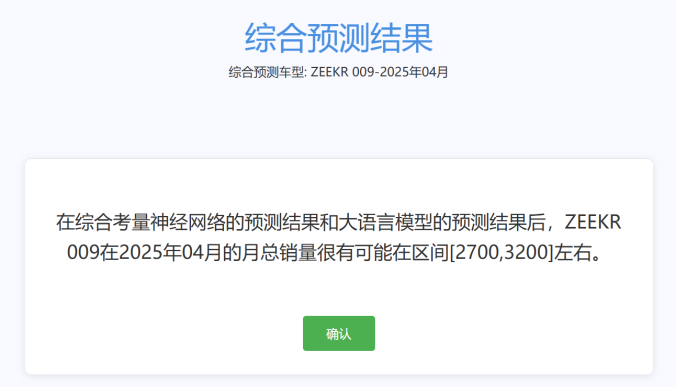 综合预测结果
综合预测车型: ZEEKR 009-2025年04月
在综合考量神经网络的预测结果和大语言模型的预测结果后，ZEEKR
009在2025年04月的月总销量很有可能在区间[2700,3200]左右。
确认